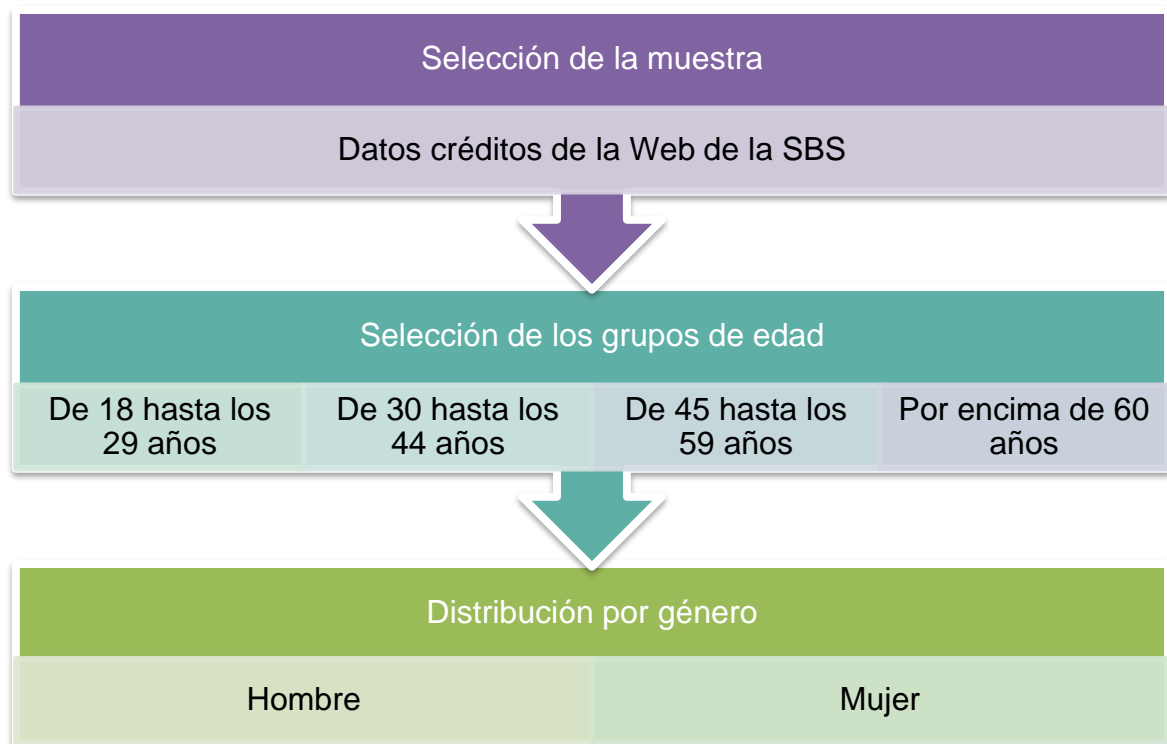 Selección de la muestra
Datos créditos de la Web de la SBS
Selección de los grupos de edad
De 18 hasta los
29 años
De 30 hasta los
44 años
De 45 hasta los
59 años
Por encima de 60
años
Distribución por género
Hombre
Mujer